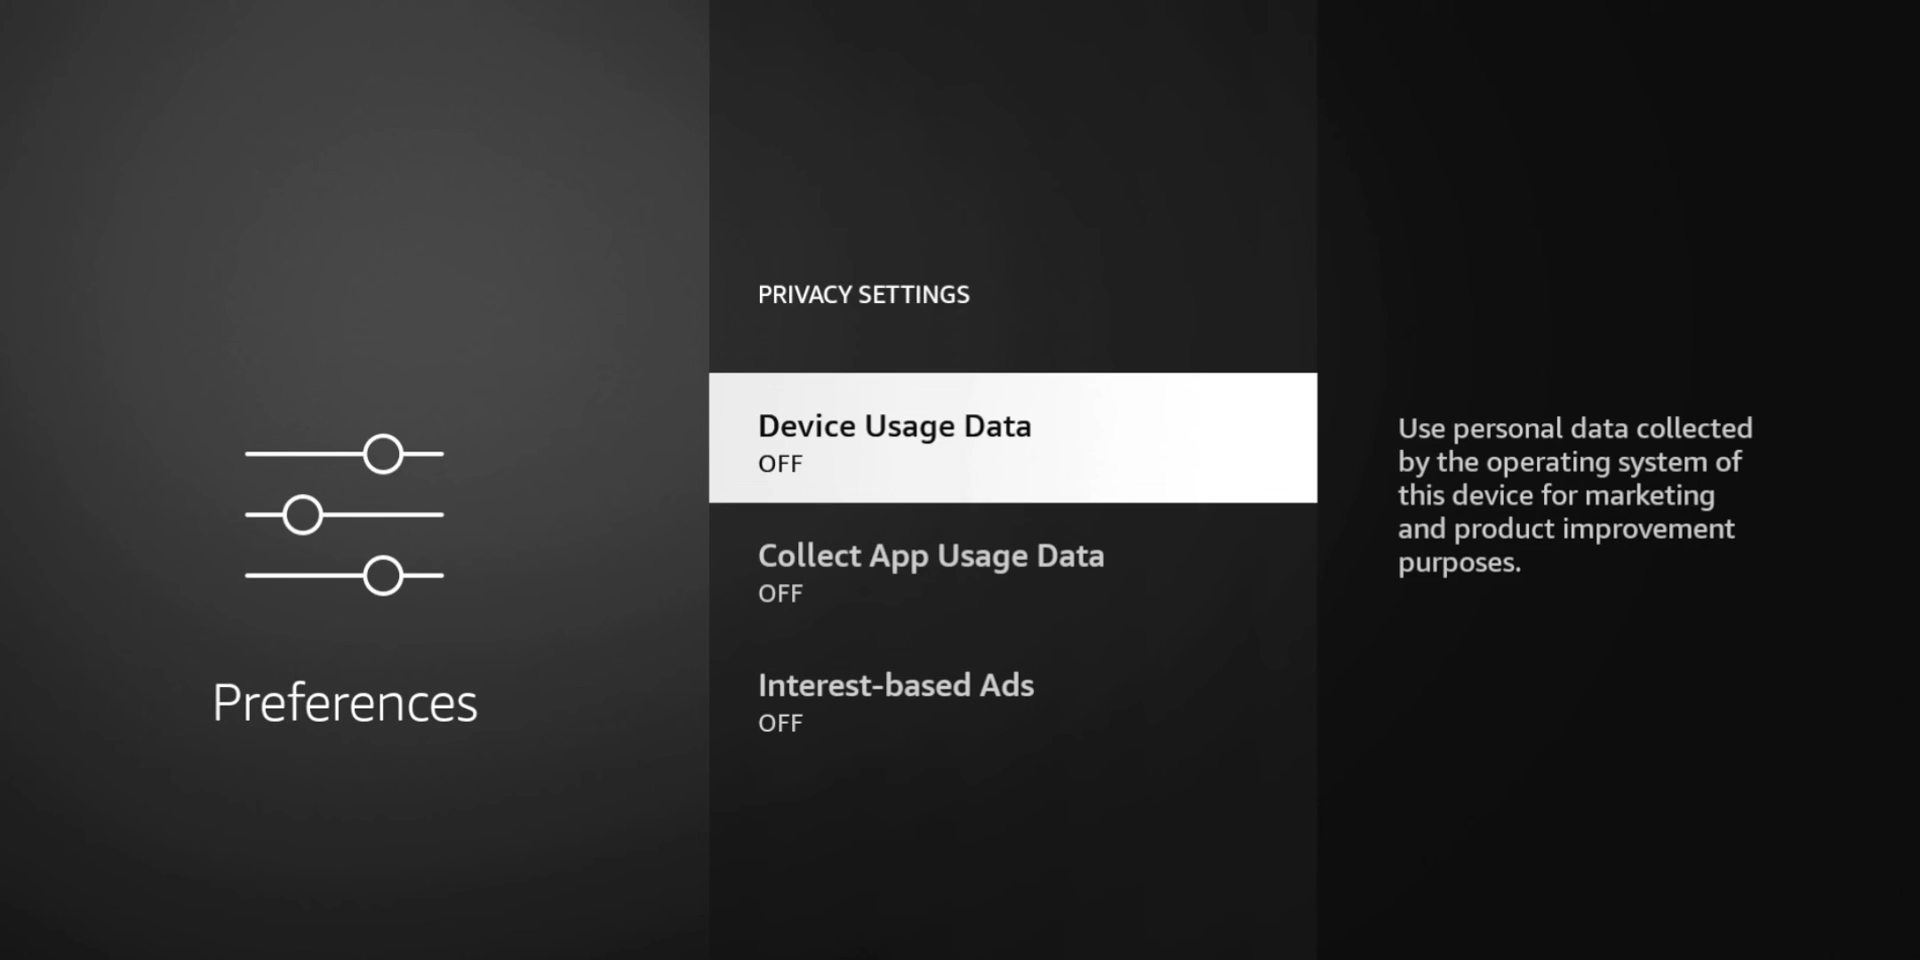 Preferences
PRIVACY SETTINGS
Device Usage Data
OFF
Collect App Usage Data
OFF
Interest-based Ads
OFF
Use personal data collected
by the operating system of
this device for marketing
and product improvement
purposes.